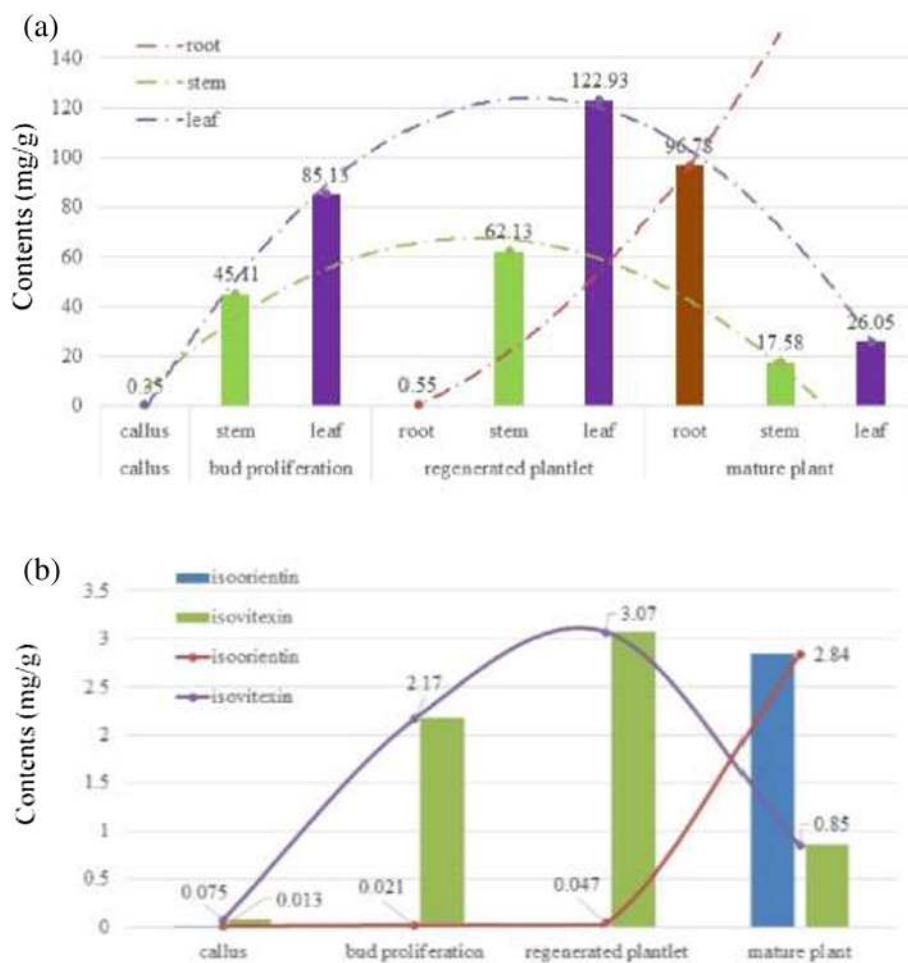 (a)
root
stem
leaf
Contents (mg/g)
140
120
100
80
60
40
20
0
0.35
45.41
85.13
0.55
62.13
122.93
96.78
17.58
26.05
callus stem leaf root stem leaf root stem leaf
callus bud proliferation regenerated plantlet mature plant
(b)
isoorientin
isovitexin
isoorientin
isovitexin
Contents (mg/g)
3.5
3
2.5
2
1.5
1
0.5
0
0.075
0.013
2.17
0.021
3.07
0.047
2.84
0.85
callus bud proliferation regenerated plantlet mature plant